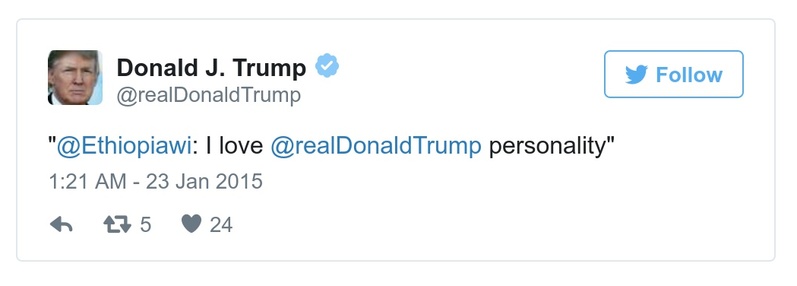 Donald J. Trump
@realDonaldTrump
Follow
"@Ethiopiawi: I love @realDonaldTrump personality"
1:21 AM - 23 Jan 2015
5 24